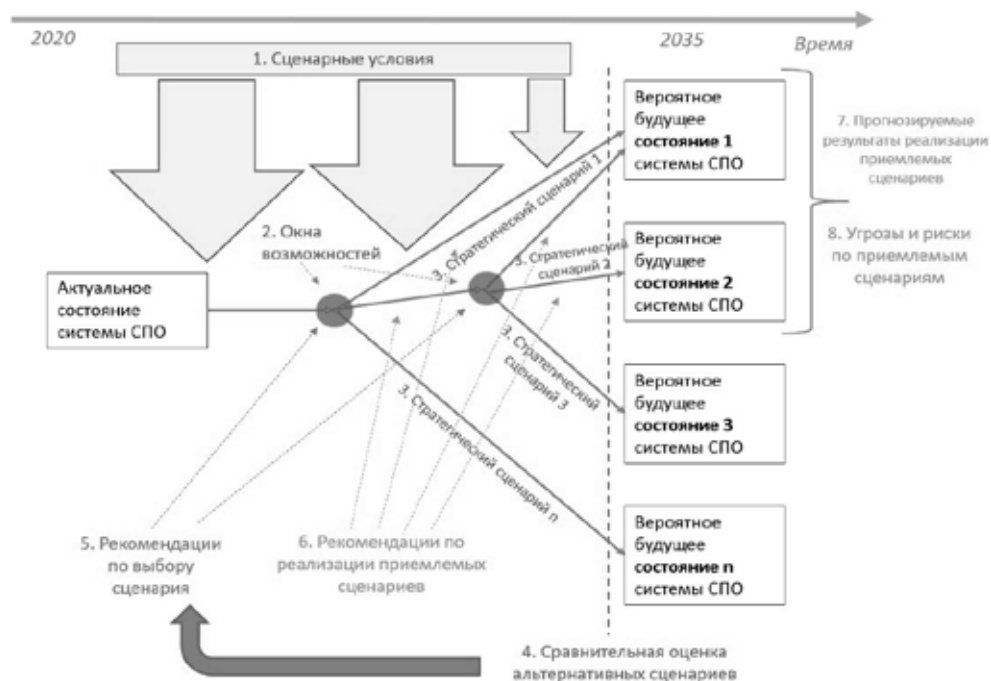 2020
2035
Время
1. Сценарные условия
Вероятное
будущее
состояние 1
системы СПО
7. Прогнозируемые
результаты реализации
приемлемых
сценариев
2. Окна
возможностей
3. Стратегический сценарий 1
3. Стратегический
сценарий 2
Вероятное
будущее
состояние 2
системы СПО
8. Угрозы и риски
по приемлемым
сценариям
Актуальное
состояние
системы СПО
3. Стратегический
сценарий 3
Вероятное
будущее
состояние 3
системы СПО
3. Стратегический сценарий n
Вероятное
будущее
состояние n
системы СПО
5. Рекомендации
по выбору
сценария
6. Рекомендации по
реализации приемлемых
сценариев
4. Сравнительная оценка
альтернативных сценариев